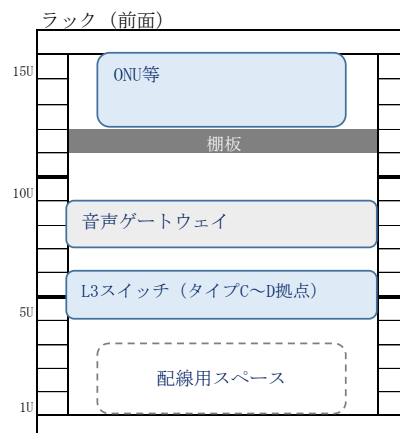 ラック（前面）
15U
ONU等
棚板
10U
音声ゲートウェイ
L3スイッチ（タイプC～D拠点）
5U
配線用スペース
1U